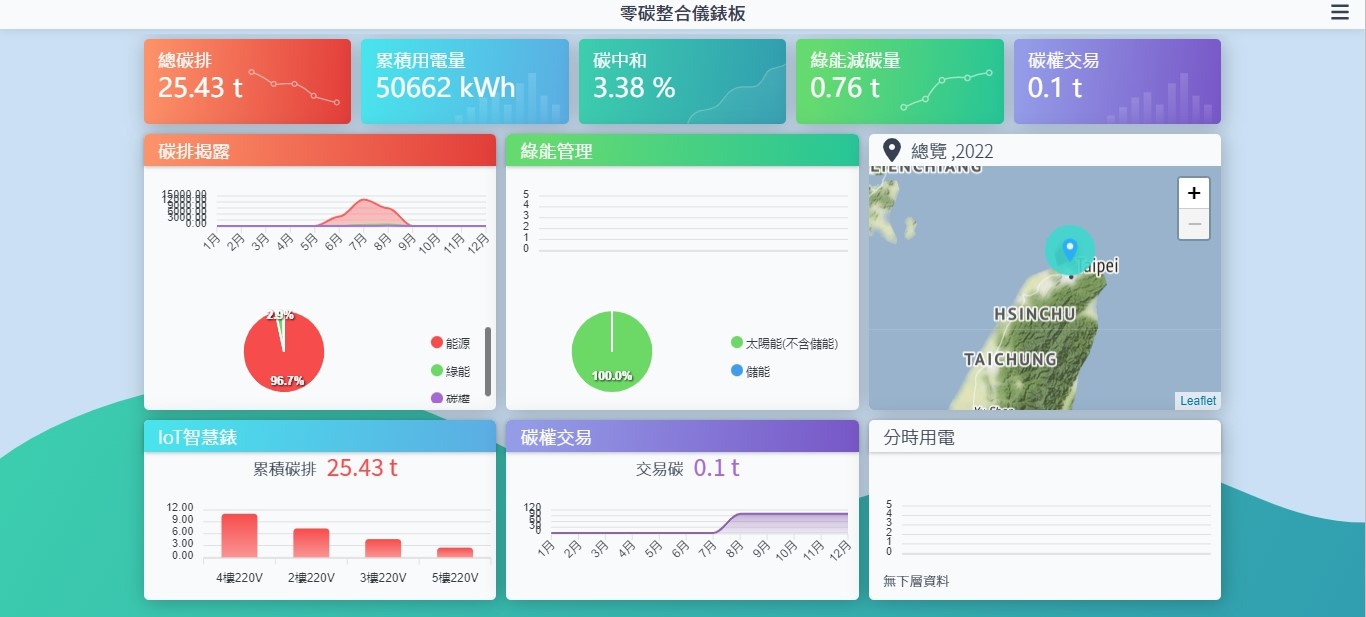 零碳整合儀錶板
總碳排
25.43 t
累積用電量
50662 kWh
碳中和
3.38 %
綠能減碳量
0.76 t
碳權交易
0.1 t
碳排揭露
15000.00
12000.00
9000.00
6000.00
3000.00
0.00
1月 2月 3月 4月 5月 6月 7月 8月 9月 10月 11月 12月
2.9%
96.7%
能源
綠能
碳權
綠能管理
5
4
3
2
1
0
100.0%
太陽能(不含儲能)
儲能
總覽 ,2022
LIENCHIANG
+
−
Taipei
HSINCHU
TAICHUNG
Yu Shan
Leaflet
IoT智慧錶
累積碳排 25.43 t
12.00
9.00
6.00
3.00
0.00
4樓220V 2樓220V 3樓220V 5樓220V
碳權交易
交易碳 0.1 t
120
90
60
30
0
1月 2月 3月 4月 5月 6月 7月 8月 9月 10月 11月 12月
分時用電
5
4
3
2
1
0
無下層資料